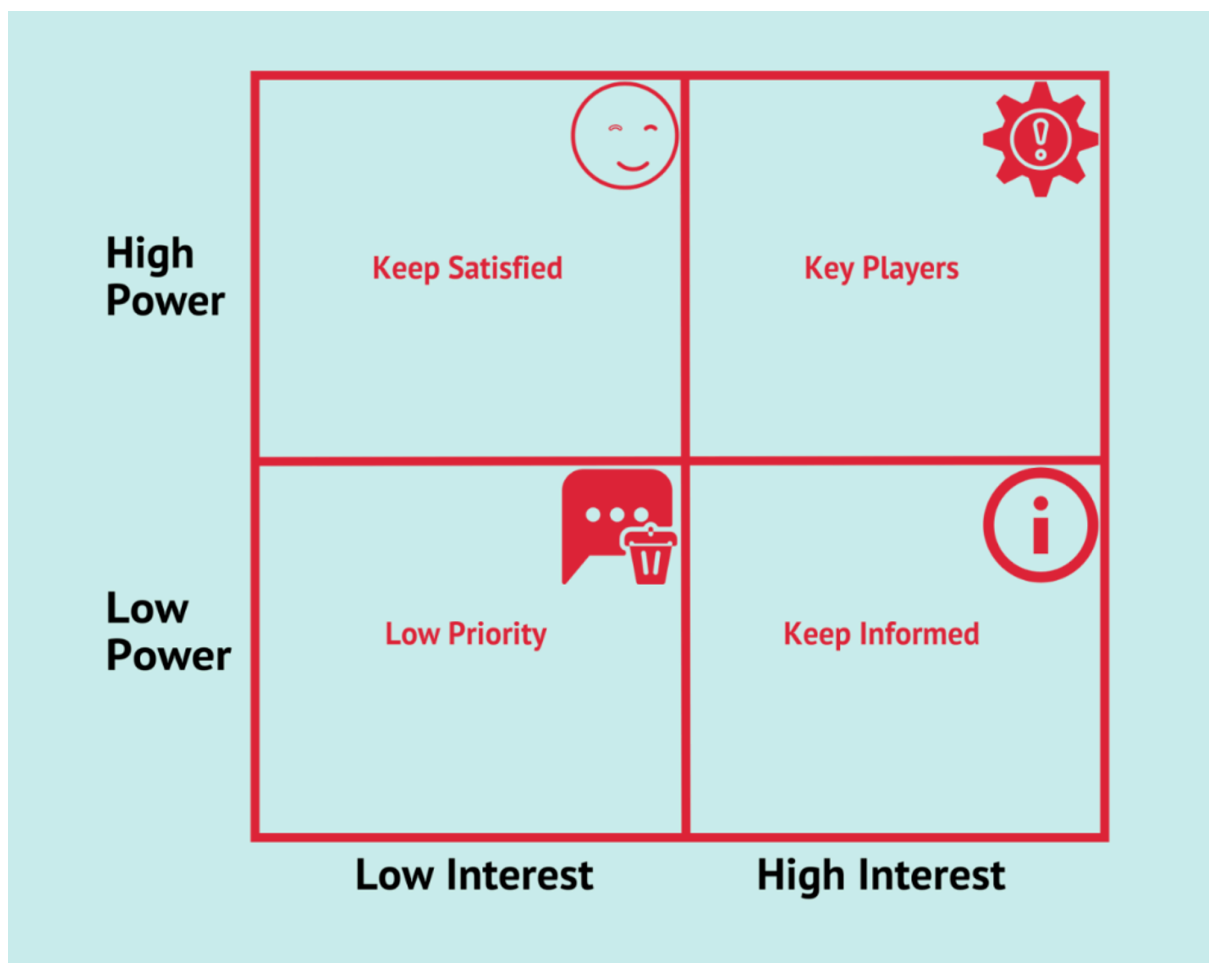 High
Power
Keep Satisfied
Key Players
Low
Power
Low Priority
Keep Informed
Low Interest
High Interest